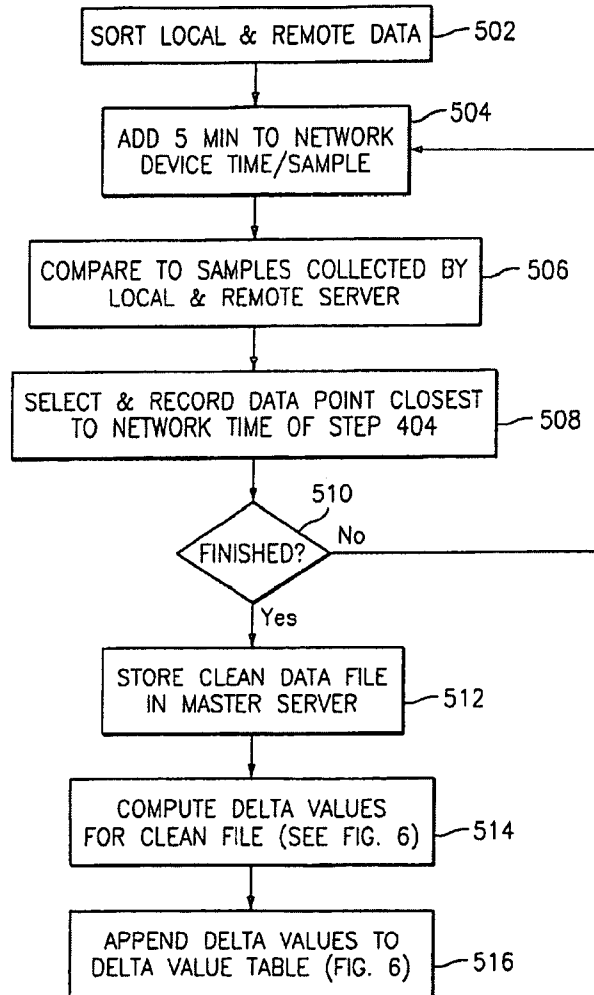 SORT LOCAL & REMOTE DATA
502
504
ADD 5 MIN TO NETWORK
DEVICE TIME/SAMPLE
COMPARE TO SAMPLES COLLECTED BY
LOCAL & REMOTE SERVER
506
SELECT & RECORD DATA POINT CLOSEST
TO NETWORK TIME OF STEP 404
508
510
FINISHED?
No
Yes
STORE CLEAN DATA FILE
IN MASTER SERVER
512
COMPUTE DELTA VALUES
FOR CLEAN FILE (SEE FIG. 6)
514
APPEND DELTA VALUES TO
DELTA VALUE TABLE (FIG. 6)
516